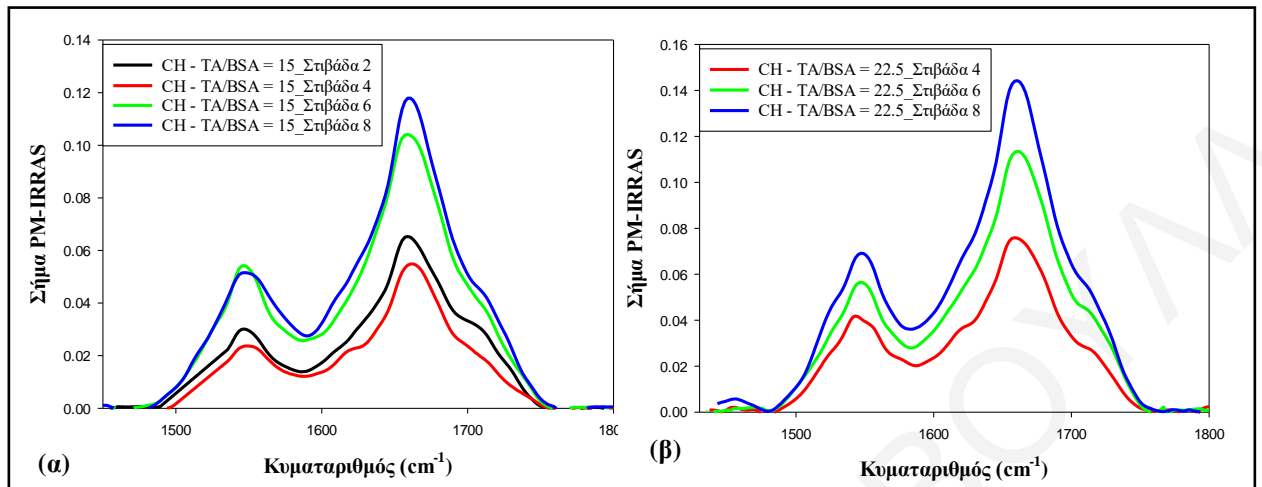 0.14
0.12
0.10
0.08
0.06
0.04
0.02
0.00
Σήμα PM-IRRAS
CH - TA/BSA = 15_Στιβάδα 2
CH - TA/BSA = 15_Στιβάδα 4
CH - TA/BSA = 15_Στιβάδα 6
CH - TA/BSA = 15_Στιβάδα 8
1500 1600 1700 180
Κυματαριθμός (cm-1)
(α)
0.16
0.14
0.12
0.10
0.08
0.06
0.04
0.02
0.00
Σήμα PM-IRRAS
CH - TA/BSA = 22.5_Στιβάδα 4
CH - TA/BSA = 22.5_Στιβάδα 6
CH - TA/BSA = 22.5_Στιβάδα 8
1500 1600 1700 1800
Κυματαριθμός (cm-1)
(β)